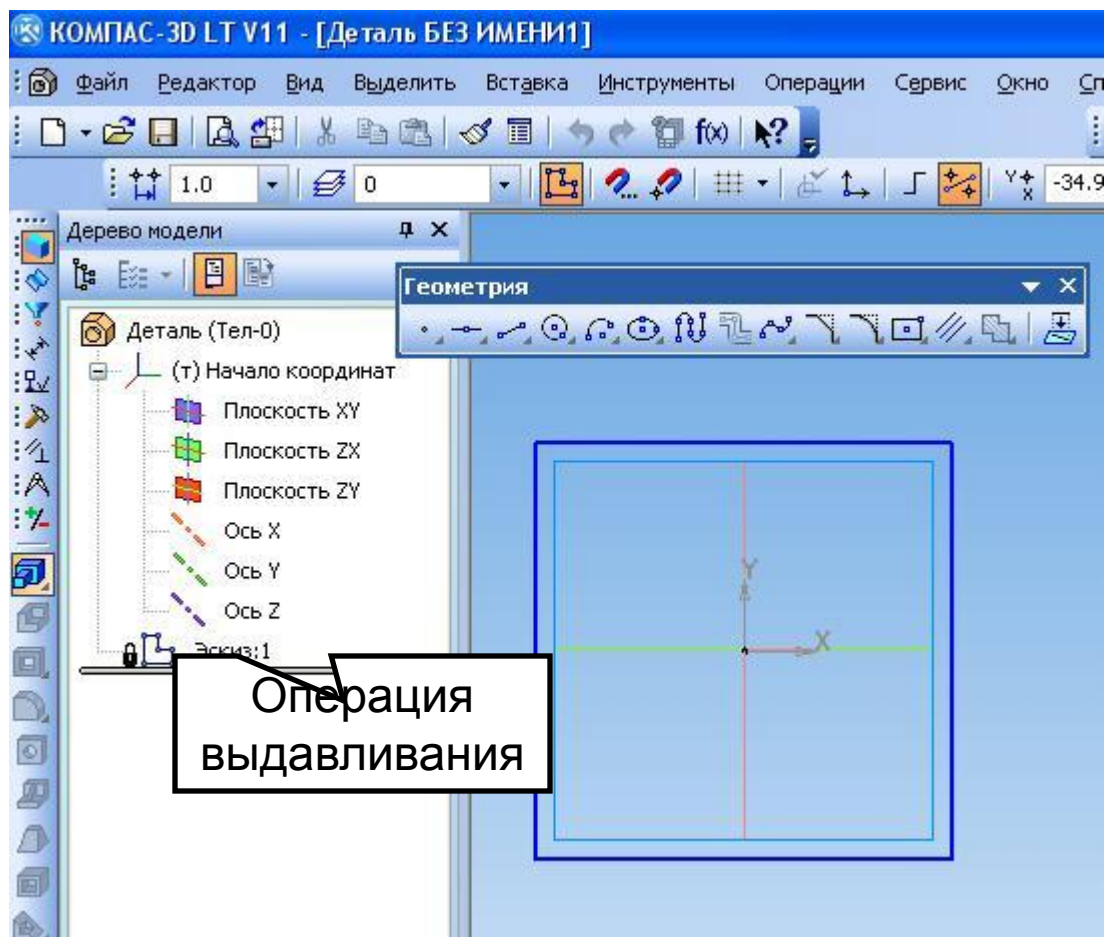 КОМПАС-3D LT V11 - [Деталь БЕЗ ИМЕНИ1]
Файл Редактор Вид Выделить Вставка Инструменты Операции Сервис Окно Сп
f(x) ?
1.0 0 Y X -34.9
Дерево модели
Геометрия
Деталь (Тел-0)
(т) Начало координат
Плоскость XY
Плоскость ZX
Плоскость ZY
Ось X
Ось Y
Ось Z
Эскиз:1
Операция
выдавливания
Y
X